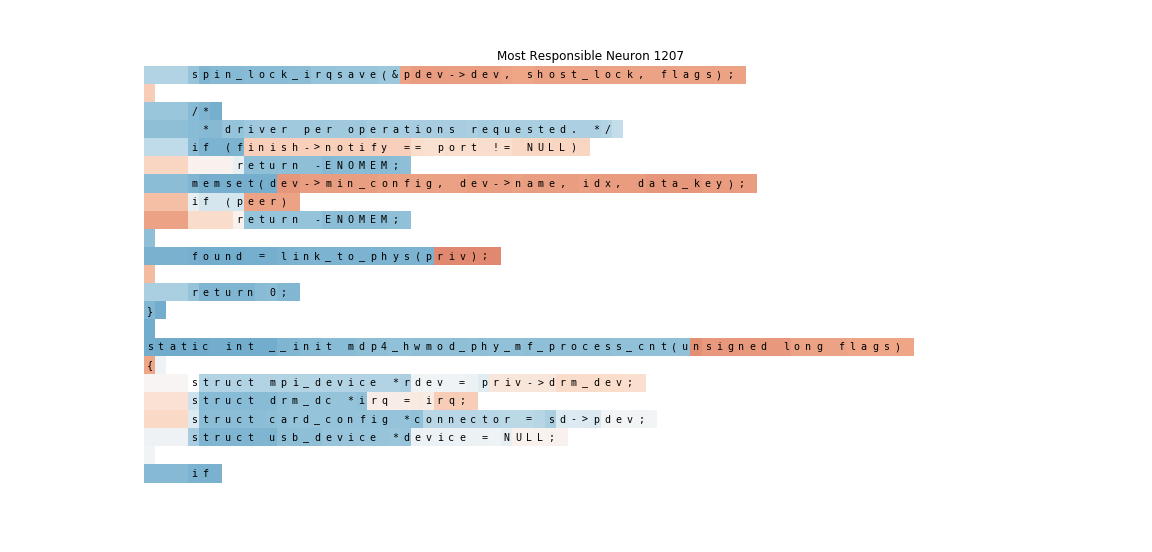 Most Responsible Neuron 1207
spin_lock_irqsave(&pdev->dev, shost_lock, flags);
/*
* driver per operations requested. */
if (finish->notify == port != NULL)
return -ENOMEM;
memset(dev->min_config, dev->name, idx, data_key);
if (peer)
return -ENOMEM;
found = link_to_phys(priv);
return 0;
}
static int __init mdp4_hwmod_phy_mf_process_cnt(unsigned long flags)
{
struct mpi_device *rdev = priv->drm_dev;
struct drm_dc *irq = irq;
struct card_config *connector = sd->pdev;
struct usb_device *device = NULL;
if